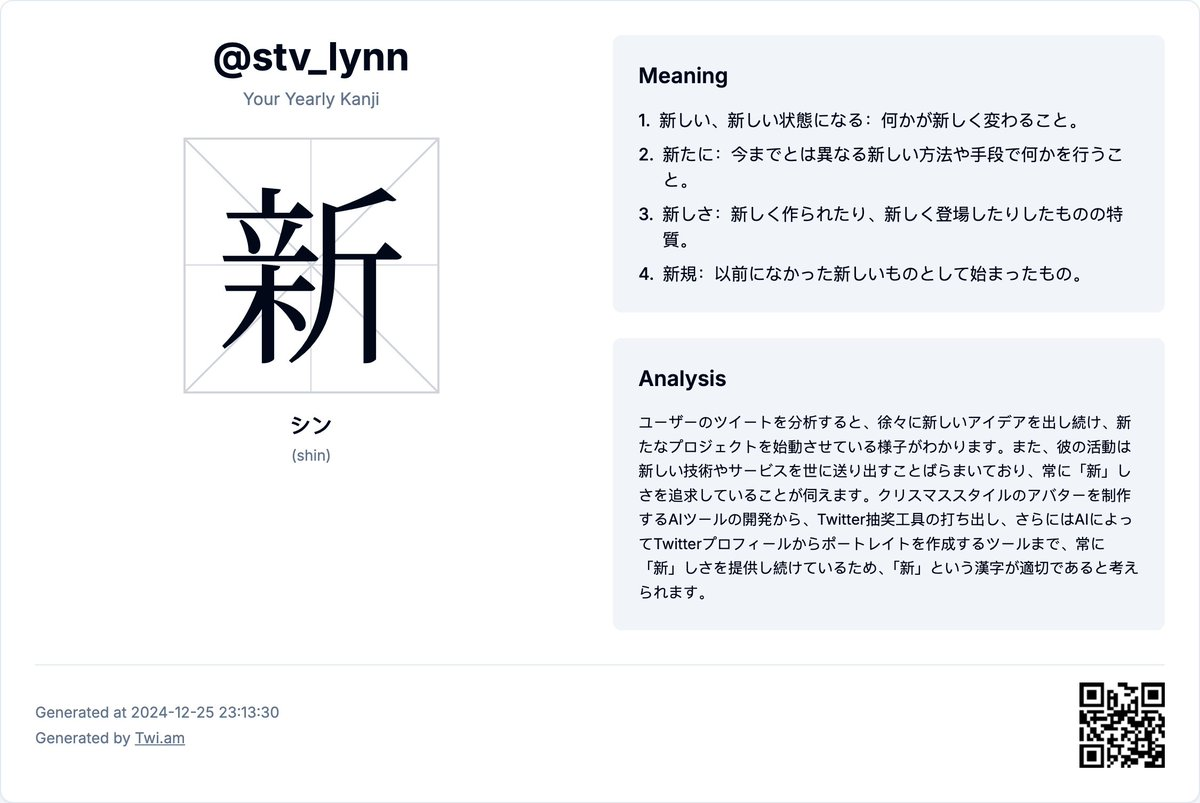 @stv_lynn
Your Yearly Kanji
新
シン
(shin)
Meaning
1. 新しい、新しい状態になる：何かが新しく変わること。
2. 新たに：今までとは異なる新しい方法や手段で何かを行うこ
と。
3. 新しさ：新しく作られたり、新しく登場したりしたものの特
質。
4. 新規：以前になかった新しいものとして始まったもの。
Analysis
ユーザーのツイートを分析すると、徐々に新しいアイデアを出し続け、新
たなプロジェクトを始動させている様子がわかります。また、彼の活動は
新しい技術やサービスを世に送り出すことばらまいており、常に「新」し
さを追求していることが伺えます。クリスマススタイルのアバターを制作
するAIツールの開発から、Twitter抽奖工具の打ち出し、さらにはAIによっ
てTwitterプロフィールからポートレイトを作成するツールまで、常に
「新」しさを提供し続けているため、「新」という漢字が適切であると考え
られます。
Generated at 2024-12-25 23:13:30
Generated by Twi.am